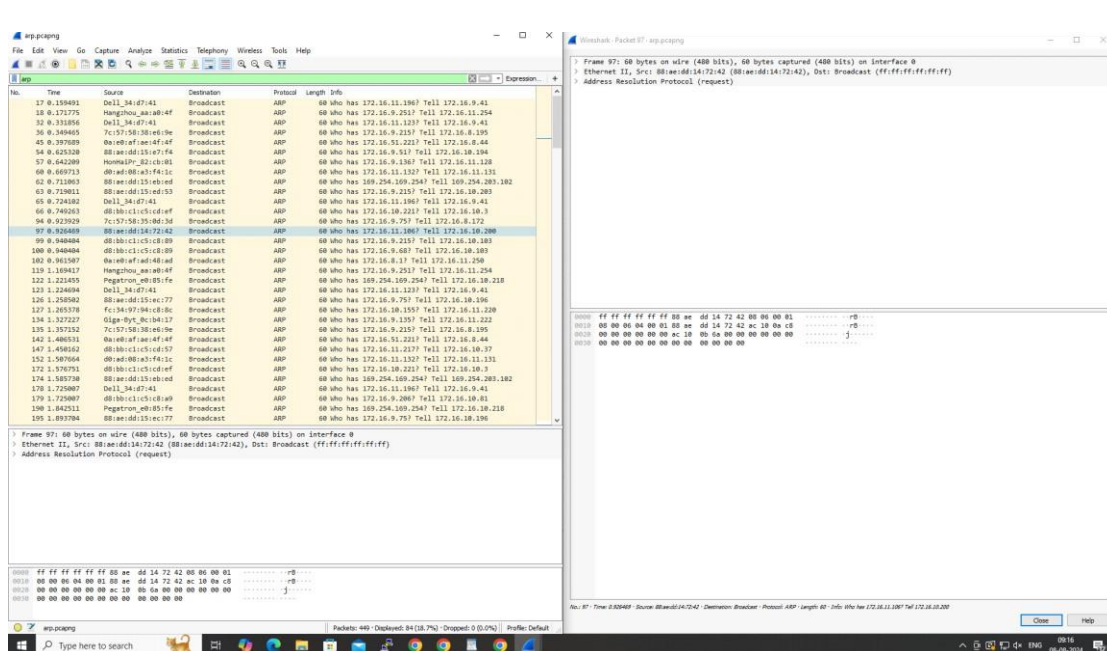 arp.pcapng
File Edit View Go Capture Analyze Statistics Telephony Wireless Tools Help
arp
Expression... +
No. Time Source Destination Protocol Length Info
17 0.159491 Dell_34:d7:41 Broadcast ARP 60 Who has 172.16.11.196? Tell 172.16.9.41
18 0.171775 Hangzhou_aa:a0:4f Broadcast ARP 60 Who has 172.16.9.251? Tell 172.16.11.254
32 0.331856 Dell_34:d7:41 Broadcast ARP 60 Who has 172.16.11.123? Tell 172.16.9.41
36 0.349465 7c:57:58:38:e6:9e Broadcast ARP 60 Who has 172.16.9.215? Tell 172.16.8.195
45 0.397689 0a:e0:af:ae:4f:4f Broadcast ARP 60 Who has 172.16.51.221? Tell 172.16.8.44
54 0.625320 88:ae:dd:15:e7:f4 Broadcast ARP 60 Who has 172.16.9.51? Tell 172.16.10.194
57 0.642209 HonHaiPr_82:cb:01 Broadcast ARP 60 Who has 172.16.9.136? Tell 172.16.11.128
60 0.669713 d0:ad:08:a3:f4:1c Broadcast ARP 60 Who has 172.16.11.132? Tell 172.16.11.131
62 0.711063 88:ae:dd:15:eb:ed Broadcast ARP 60 Who has 169.254.169.254? Tell 169.254.203.102
63 0.719011 88:ae:dd:15:ed:53 Broadcast ARP 60 Who has 172.16.9.215? Tell 172.16.10.203
65 0.724102 Dell_34:d7:41 Broadcast ARP 60 Who has 172.16.11.196? Tell 172.16.9.41
66 0.749263 d8:bb:c1:c5:cd:ef Broadcast ARP 60 Who has 172.16.10.221? Tell 172.16.10.3
94 0.923929 7c:57:58:35:0d:3d Broadcast ARP 60 Who has 172.16.9.75? Tell 172.16.8.172
97 0.926469 88:ae:dd:14:72:42 Broadcast ARP 60 Who has 172.16.11.106? Tell 172.16.10.200
99 0.940404 d8:bb:c1:c5:c8:89 Broadcast ARP 60 Who has 172.16.9.215? Tell 172.16.10.103
100 0.940404 d8:bb:c1:c5:c8:89 Broadcast ARP 60 Who has 172.16.9.68? Tell 172.16.10.103
102 0.961507 0a:e0:af:ad:48:ad Broadcast ARP 60 Who has 172.16.8.1? Tell 172.16.11.250
119 1.169417 Hangzhou_aa:a0:4f Broadcast ARP 60 Who has 172.16.9.251? Tell 172.16.11.254
122 1.221455 Pegatron_e0:85:fe Broadcast ARP 60 Who has 169.254.169.254? Tell 172.16.10.218
123 1.224694 Dell_34:d7:41 Broadcast ARP 60 Who has 172.16.11.123? Tell 172.16.9.41
126 1.258502 88:ae:dd:15:ec:77 Broadcast ARP 60 Who has 172.16.9.75? Tell 172.16.10.196
127 1.265378 fc:34:97:94:c8:8c Broadcast ARP 60 Who has 172.16.10.155? Tell 172.16.11.220
134 1.327227 Giga-Byt_0c:b4:17 Broadcast ARP 60 Who has 172.16.9.135? Tell 172.16.11.222
135 1.357152 7c:57:58:38:e6:9e Broadcast ARP 60 Who has 172.16.9.215? Tell 172.16.8.195
142 1.406531 0a:e0:af:ae:4f:4f Broadcast ARP 60 Who has 172.16.51.221? Tell 172.16.8.44
147 1.450162 d8:bb:c1:c5:cd:57 Broadcast ARP 60 Who has 172.16.11.217? Tell 172.16.10.37
152 1.507664 d0:ad:08:a3:f4:1c Broadcast ARP 60 Who has 172.16.11.132? Tell 172.16.11.131
172 1.576751 d8:bb:c1:c5:cd:ef Broadcast ARP 60 Who has 172.16.10.221? Tell 172.16.10.3
174 1.585730 88:ae:dd:15:eb:ed Broadcast ARP 60 Who has 169.254.169.254? Tell 169.254.203.102
178 1.725007 Dell_34:d7:41 Broadcast ARP 60 Who has 172.16.11.196? Tell 172.16.9.41
179 1.725007 d8:bb:c1:c5:c8:a9 Broadcast ARP 60 Who has 172.16.9.206? Tell 172.16.10.81
190 1.842511 Pegatron_e0:85:fe Broadcast ARP 60 Who has 169.254.169.254? Tell 172.16.10.218
195 1.893704 88:ae:dd:15:ec:77 Broadcast ARP 60 Who has 172.16.9.75? Tell 172.16.10.196
> Frame 97: 60 bytes on wire (480 bits), 60 bytes captured (480 bits) on interface 0
> Ethernet II, Src: 88:ae:dd:14:72:42 (88:ae:dd:14:72:42), Dst: Broadcast (ff:ff:ff:ff:ff:ff)
> Address Resolution Protocol (request)
0000 ff ff ff ff ff ff 88 ae dd 14 72 42 08 06 00 01 ········ ··rB····
0010 08 00 06 04 00 01 88 ae dd 14 72 42 ac 10 0a c8 ········ ··rB····
0020 00 00 00 00 00 00 ac 10 0b 6a 00 00 00 00 00 00 ········ ·j······
0030 00 00 00 00 00 00 00 00 00 00 00 00 ········ ····
arp.pcapng
Packets: 449 · Displayed: 84 (18.7%) · Dropped: 0 (0.0%)
Profile: Default
Wireshark · Packet 97 · arp.pcapng
> Frame 97: 60 bytes on wire (480 bits), 60 bytes captured (480 bits) on interface 0
> Ethernet II, Src: 88:ae:dd:14:72:42 (88:ae:dd:14:72:42), Dst: Broadcast (ff:ff:ff:ff:ff:ff)
> Address Resolution Protocol (request)
0000 ff ff ff ff ff ff 88 ae dd 14 72 42 08 06 00 01 ········ ··rB····
0010 08 00 06 04 00 01 88 ae dd 14 72 42 ac 10 0a c8 ········ ··rB····
0020 00 00 00 00 00 00 ac 10 0b 6a 00 00 00 00 00 00 ········ ·j······
0030 00 00 00 00 00 00 00 00 00 00 00 00 ········ ····
No.: 97 · Time: 0.926469 · Source: 88:ae:dd:14:72:42 · Destination: Broadcast · Protocol: ARP · Length: 60 · Info: Who has 172.16.11.106? Tell 172.16.10.200
Close Help
Type here to search
ENG
09:16
08-08-2024